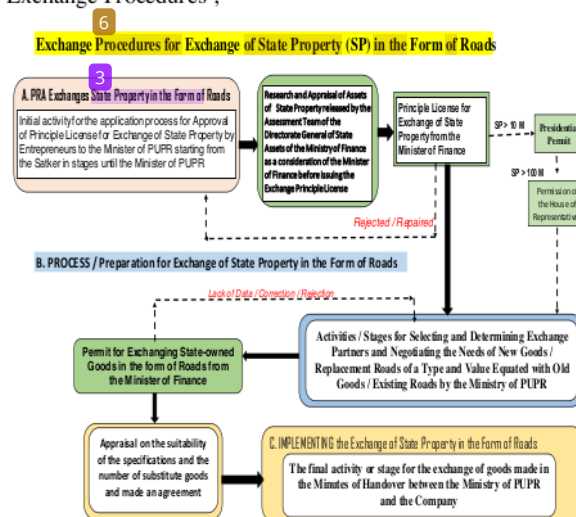 Exchange Procedures ,
6
Exchange Procedures for Exchange of State Property (SP) in the Form of Roads
3
A. PRA Exchanges State Property in the Form of Roads
Initial activity for the application process for Approval
of Principle License for Exchange of State Property by
Entrepreneurs to the Minister of PUPR starting from
the Satker in stages until the Minister of PUPR
Research and Appraisal of Assets
of State Property released by the
Assessment Team of the
Directorate General of State
Assets of the Ministry of Finance
as a consideration of the Minister
of Finance before issuing the
Exchange Principle License
Principle License for
Exchange of State
Property from the
Minister of Finance
SP > 10 M
Presidential
Permit
SP > 100 M
Permission of
the House of
Representative
Rejected / Repaired
B. PROCESS / Preparation for Exchange of State Property in the Form of Roads
Lack of Data / Correction / Rejection
Activities / Stages for Selecting and Determining Exchange
Partners and Negotiating the Needs of New Goods /
Replacement Roads of a Type and Value Equated with Old
Goods / Existing Roads by the Ministry of PUPR
Permit for Exchanging State-owned
Goods in the form of Roads from
the Minister of Finance
Appraisal on the suitability
of the specifications and the
number of substitute goods
and made an agreement
C. IMPLEMENTING the Exchange of State Property in the Form of Roads
The final activity or stage for the exchange of goods made in
the Minutes of Handover between the Ministry of PUPR
and the Company